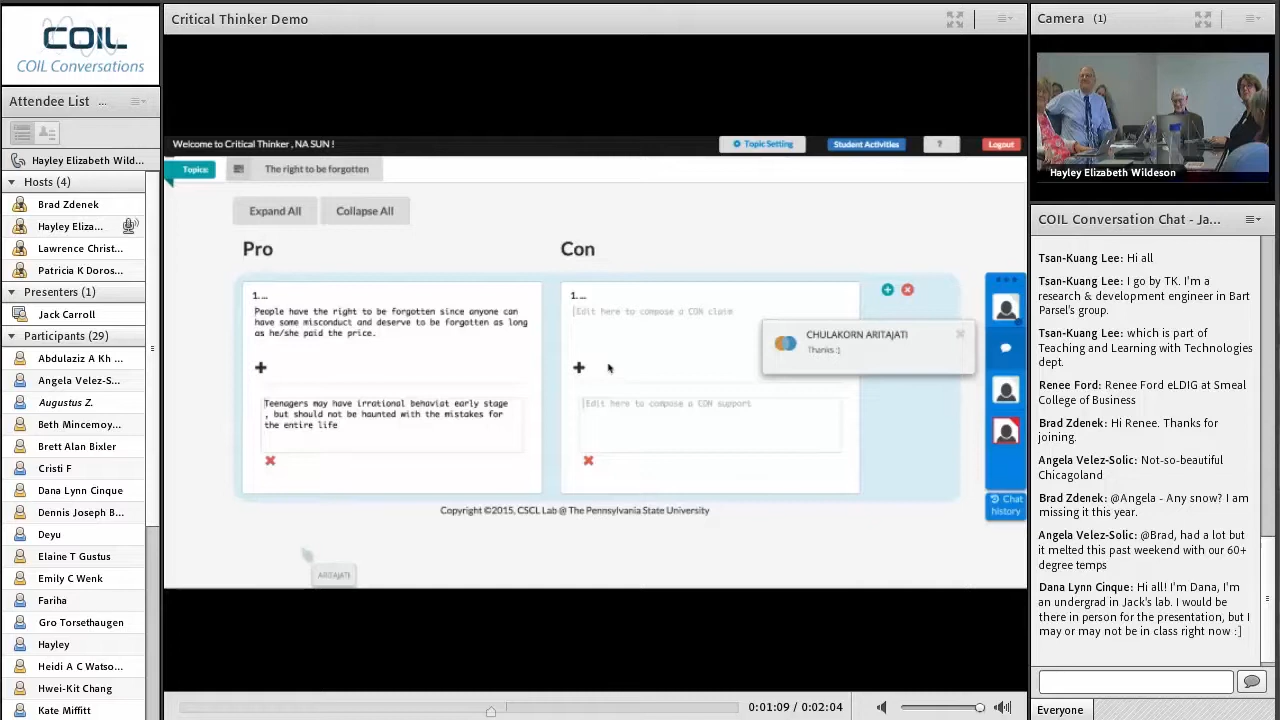 COIL
COIL Conversations
Attendee List ...
Hayley Elizabeth Wild...
Hosts (4)
Brad Zdenek
Hayley Eliza...
Lawrence Christ...
Patricia K Doros...
Presenters (1)
Jack Carroll
Participants (29)
Abdulaziz A Kh ...
Angela Velez-S...
Augustus Z.
Beth Mincemoy...
Brett Alan Bixler
Cristi F
Dana Lynn Cinque
Dennis Joseph B...
Deyu
Elaine T Gustus
Emily C Wenk
Fariha
Gro Torsethaugen
Hayley
Heidi A C Watso...
Hwei-Kit Chang
Kate Miffitt
Critical Thinker Demo
Welcome to Critical Thinker , NA SUN !
Topic Setting
Student Activities
?
Logout
Topics:
The right to be forgotten
Expand All
Collapse All
Pro
Con
1....
People have the right to be forgotten since anyone can
have some misconduct and deserve to be forgotten as long
as he/she paid the price.
Teenagers may have irrational behaviat early stage
, but should not be haunted with the mistakes for
the entire life
1....
Edit here to compose a CON claim
Edit here to compose a CON support
CHULAKORN ARITAJATI
Thanks :)
Chat
history
Copyright ©2015, CSCL Lab @ The Pennsylvania State University
ARITAJATI
0:01:09 / 0:02:04
Camera (1)
Hayley Elizabeth Wildeson
COIL Conversation Chat - Ja...
Tsan-Kuang Lee: Hi all
Tsan-Kuang Lee: I go by TK. I'm a
research & development engineer in Bart
Parsel's group.
Tsan-Kuang Lee: which is part of
Teaching and Learning with Technologies
dept.
Renee Ford: Renee Ford eLDIG at Smeal
College of Business
Brad Zdenek: Hi Renee. Thanks for
joining.
Angela Velez-Solic: Not-so-beautiful
Chicagoland
Brad Zdenek: @Angela - Any snow? I am
missing it this year.
Angela Velez-Solic: @Brad, had a lot but
it melted this past weekend with our 60+
degree temps
Dana Lynn Cinque: Hi all! I'm Dana, I'm
an undergrad in Jack's lab. I would be
there in person for the presentation, but I
may or may not be in class right now :]
Everyone